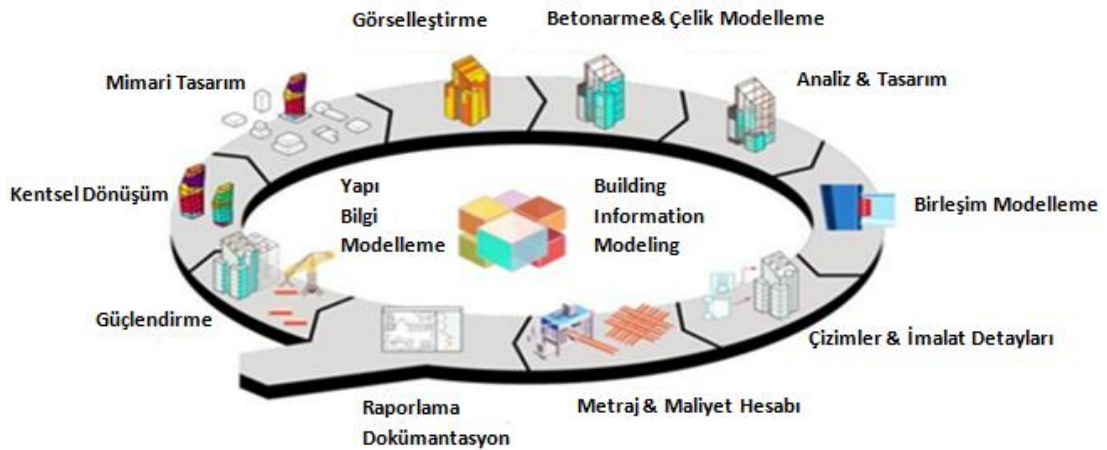 Görselleştirme
Betonarme& Çelik Modelleme
Mimari Tasarım
Analiz & Tasarım
Kentsel Dönüşüm
Yapı
Bilgi
Modelleme
Building
Information
Modeling
Birleşim Modelleme
Güçlendirme
Çizimler & İmalat Detayları
Raporlama
Dokümantasyon
Metraj & Maliyet Hesabı